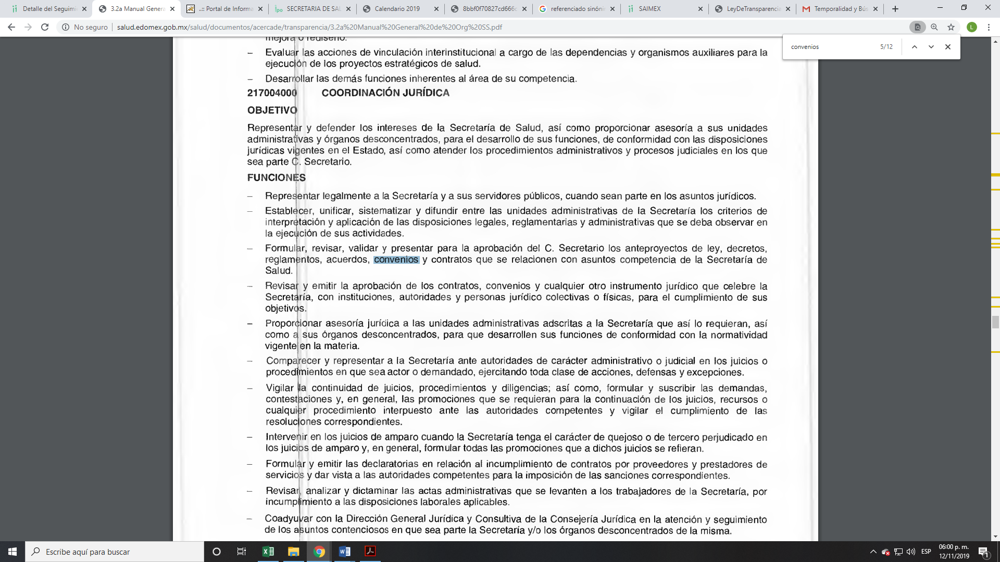 Detalle del Seguimi
3.2a Manual Genera
..:: Portal de Informa
SECRETARIA DE SAL
Calendario 2019
8bbf0f70827cd666c
referenciado sinóni
SAIMEX
LeyDeTransparencia
Temporalidad y Bús
No seguro
salud.edomex.gob.mx/salud/documentos/acercade/transparencia/3.2a%20Manual%20General%20de%20Org%20SS.pdf
L
convenios 5/12
mejora o rediseño.
– Evaluar las acciones de vinculación interinstitucional a cargo de las dependencias y organismos auxiliares para la
ejecución de los proyectos estratégicos de salud.
– Desarrollar las demás funciones inherentes al área de su competencia.
217004000 COORDINACIÓN JURÍDICA
OBJETIVO
Representar y defender los intereses de la Secretaría de Salud, así como proporcionar asesoría a sus unidades
administrativas y órganos desconcentrados, para el desarrollo de sus funciones, de conformidad con las disposiciones
jurídicas vigentes en el Estado, así como atender los procedimientos administrativos y procesos judiciales en los que
sea parte C. Secretario.
FUNCIONES
– Representar legalmente a la Secretaría y a sus servidores públicos, cuando sean parte en los asuntos jurídicos.
– Establecer, unificar, sistematizar y difundir entre las unidades administrativas de la Secretaría los criterios de
interpretación y aplicación de las disposiciones legales, reglamentarias y administrativas que se deba observar en
la ejecución de sus actividades.
– Formular, revisar, validar y presentar para la aprobación del C. Secretario los anteproyectos de ley, decretos,
reglamentos, acuerdos, convenios y contratos que se relacionen con asuntos competencia de la Secretaría de
Salud.
– Revisar y emitir la aprobación de los contratos, convenios y cualquier otro instrumento jurídico que celebre la
Secretaría, con instituciones, autoridades y personas jurídico colectivas o físicas, para el cumplimiento de sus
objetivos.
– Proporcionar asesoría jurídica a las unidades administrativas adscritas a la Secretaría que así lo requieran, así
como a sus órganos desconcentrados, para que desarrollen sus funciones de conformidad con la normatividad
vigente en la materia.
– Comparecer y representar a la Secretaría ante autoridades de carácter administrativo o judicial en los juicios o
procedimientos en que sea actor o demandado, ejercitando toda clase de acciones, defensas y excepciones.
– Vigilar la continuidad de juicios, procedimientos y diligencias; así como, formular y suscribir las demandas,
contestaciones y, en general, las promociones que se requieran para la continuación de los juicios, recursos o
cualquier procedimiento interpuesto ante las autoridades competentes y vigilar el cumplimiento de las
resoluciones correspondientes.
– Intervenir en los juicios de amparo cuando la Secretaría tenga el carácter de quejoso o de tercero perjudicado en
los juicios de amparo y, en general, formular todas las promociones que a dichos juicios se refieran.
– Formular y emitir las declaratorias en relación al incumplimiento de contratos por proveedores y prestadores de
servicios y dar vista a las autoridades competentes para la imposición de las sanciones correspondientes.
– Revisar, analizar y dictaminar las actas administrativas que se levanten a los trabajadores de la Secretaría, por
incumplimiento a las disposiciones laborales aplicables.
– Coadyuvar con la Dirección General Jurídica y Consultiva de la Consejería Jurídica en la atención y seguimiento
de los asuntos contenciosos en que sea parte la Secretaría y/o los órganos desconcentrados de la misma.
Escribe aquí para buscar
ESP
06:00 p. m.
12/11/2019
1